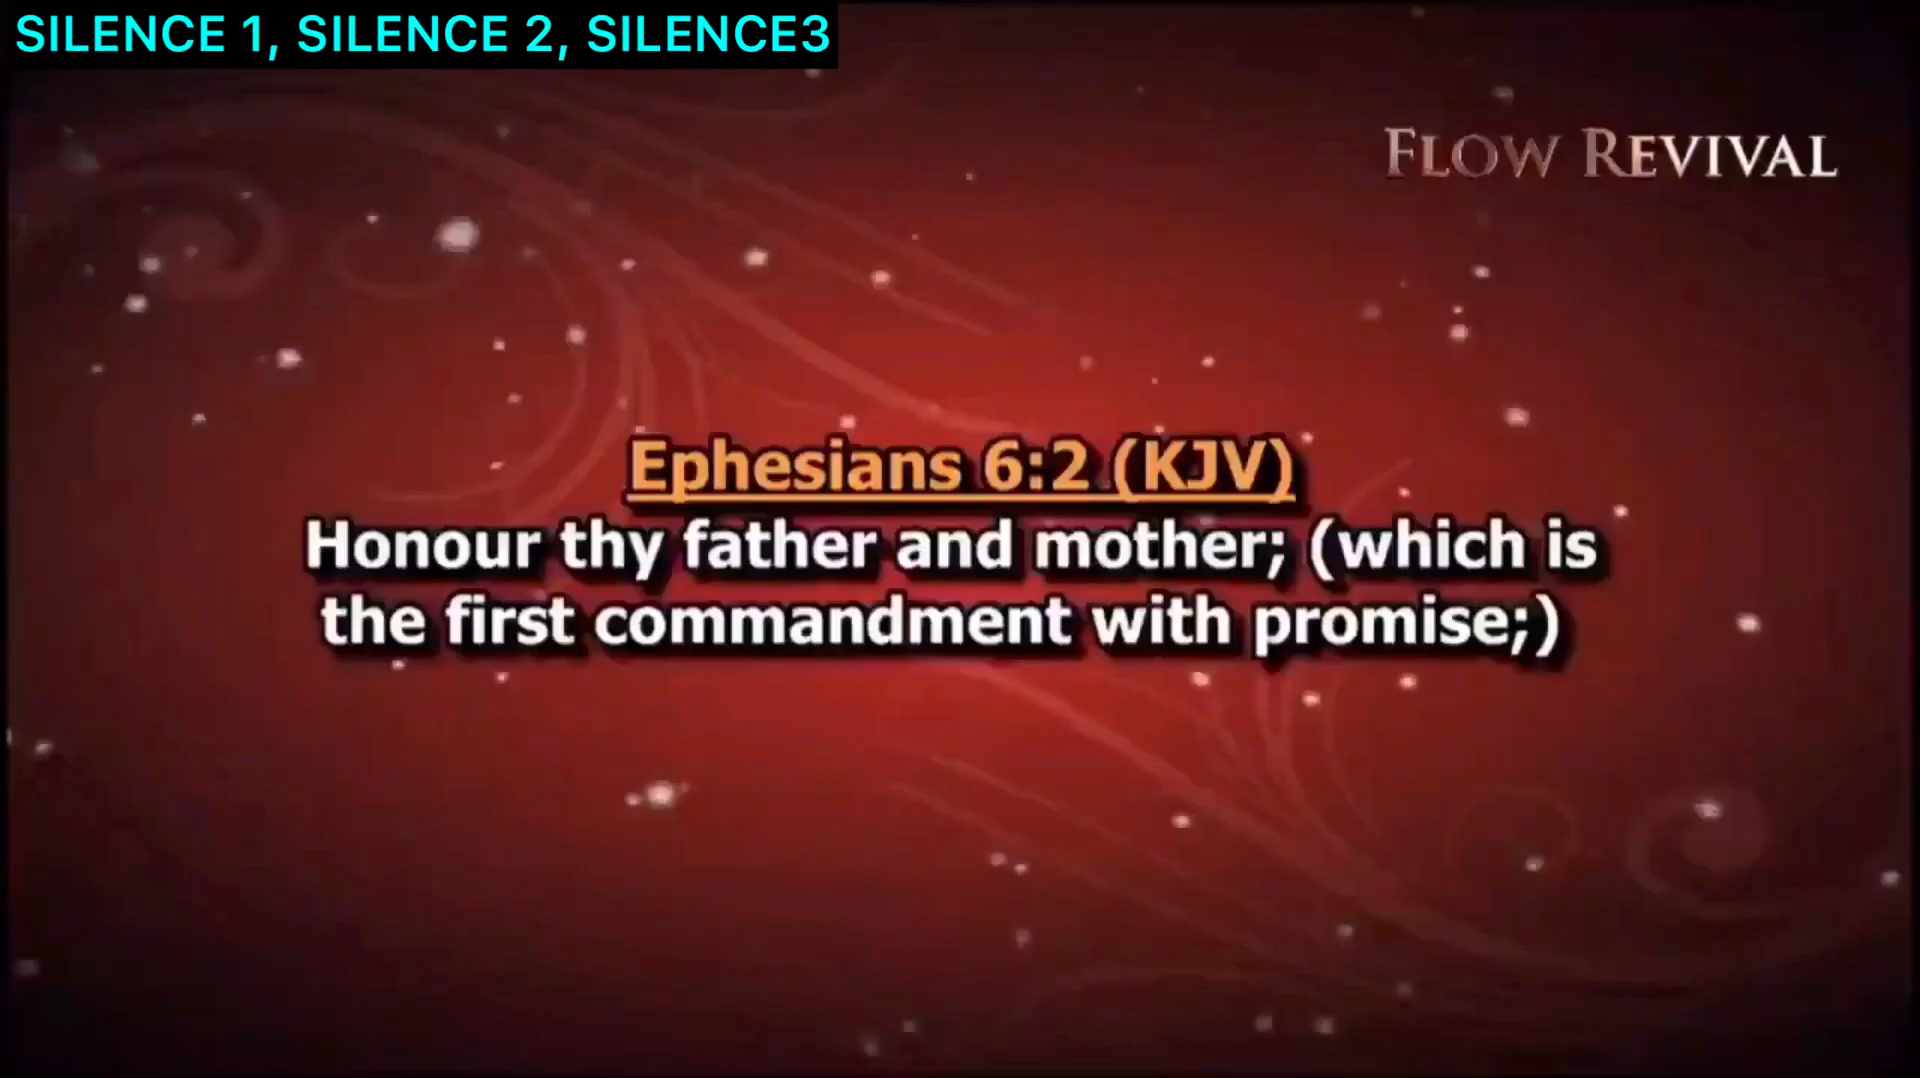 SILENCE 1, SILENCE 2, SILENCE3
FLOW REVIVAL
Ephesians 6:2 (KJV)
Honour thy father and mother; (which is
the first commandment with promise;)